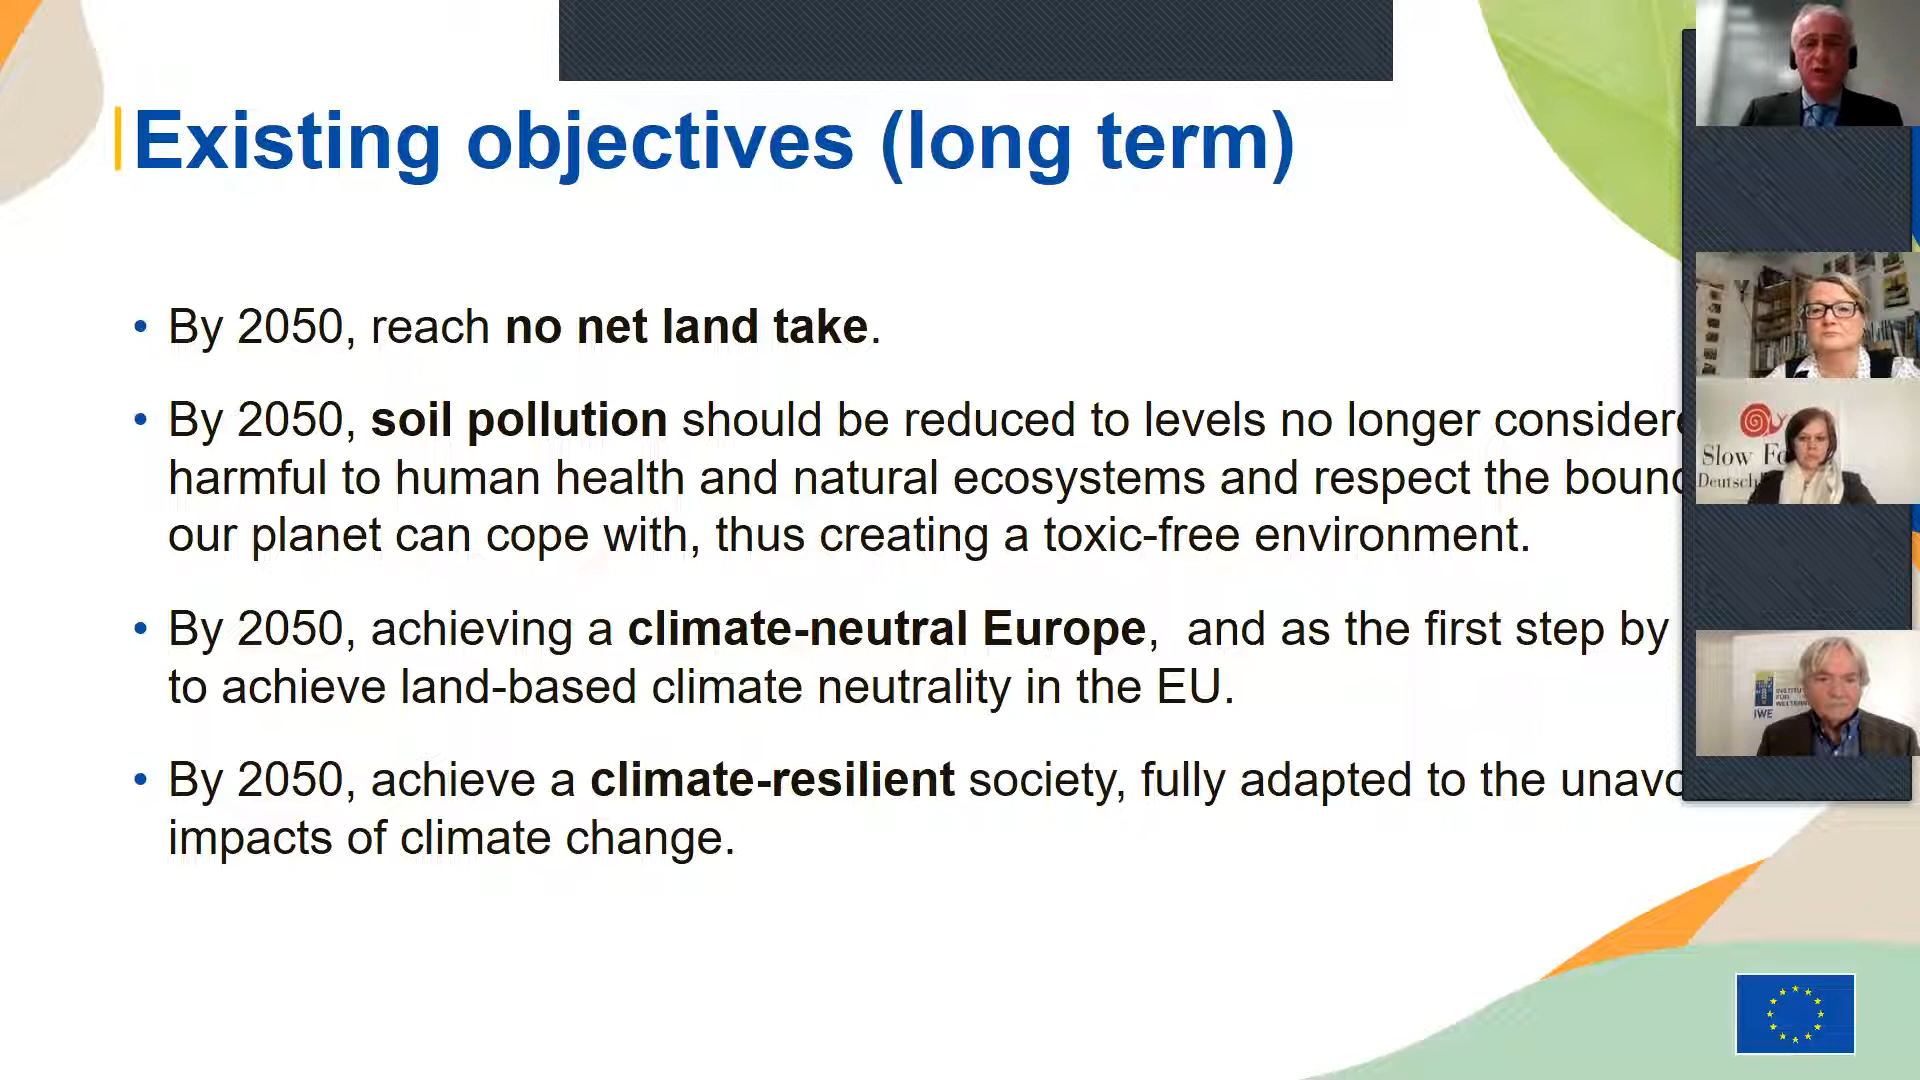 Existing objectives (long term)
• By 2050, reach no net land take.
• By 2050, soil pollution should be reduced to levels no longer
harmful to human health and natural ecosystems and respect the
our planet can cope with, thus creating a toxic-free environment.
• By 2050, achieving a climate-neutral Europe, and as the first step by
to achieve land-based climate neutrality in the EU.
• By 2050, achieve a climate-resilient society, fully adapted to the
impacts of climate change.
Slow
IWE